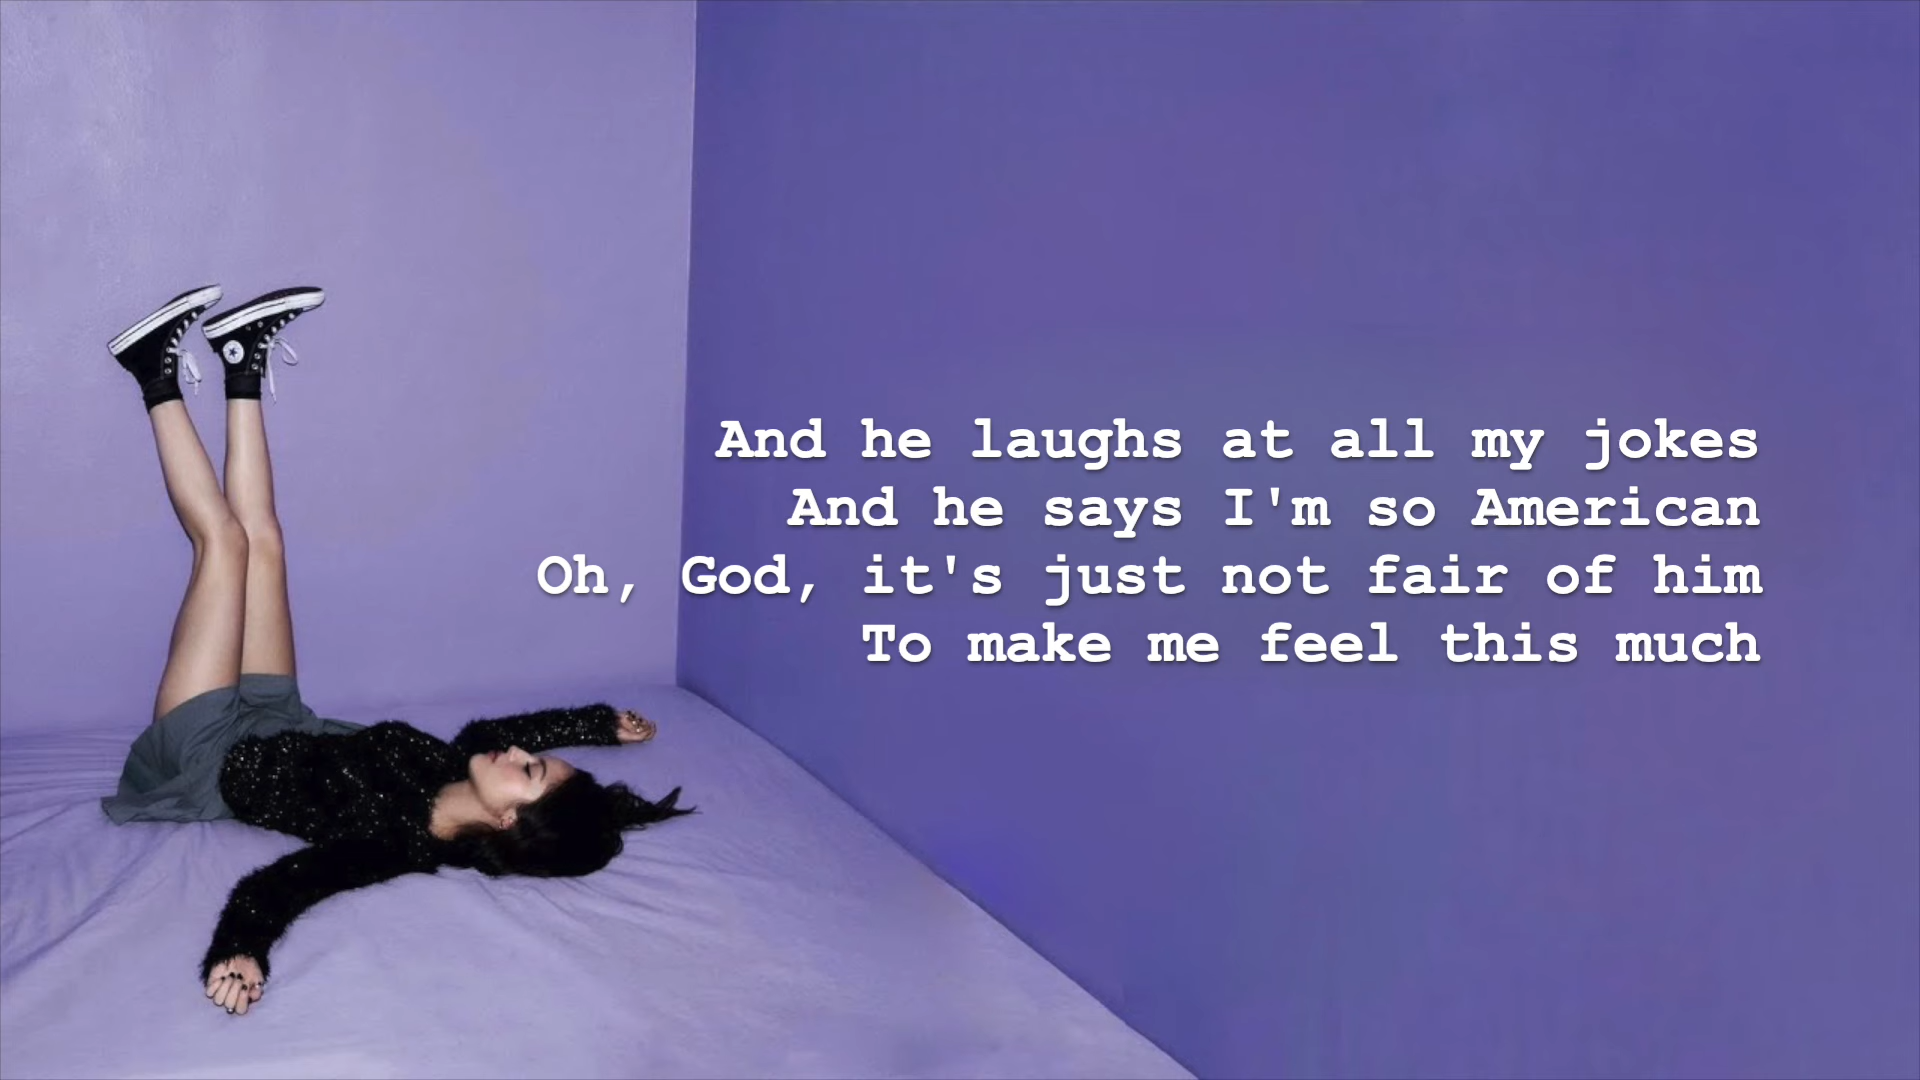 And he laughs at all my jokes
And he says I'm so American
Oh, God, it's just not fair of him
To make me feel this much